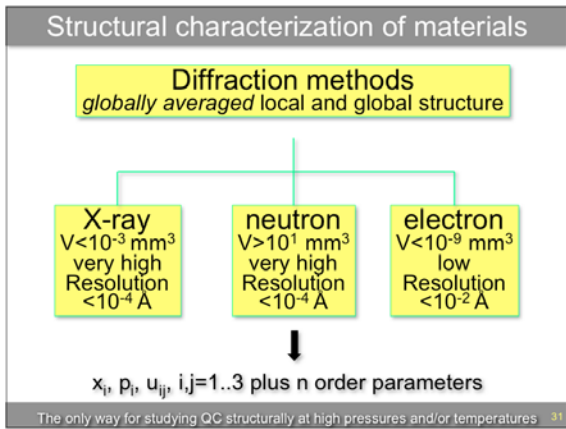 Structural characterization of materials
Diffraction methods
globally averaged local and global structure
X-ray
V<10⁻³ mm³
very high
Resolution
<10⁻⁴ Å
neutron
V>10¹ mm³
very high
Resolution
<10⁻⁴ Å
electron
V<10⁻⁹ mm³
low
Resolution
<10⁻² Å
xᵢ, pᵢ, uᵢⱼ, i,j=1..3 plus n order parameters
The only way for studying QC structurally at high pressures and/or temperatures 31